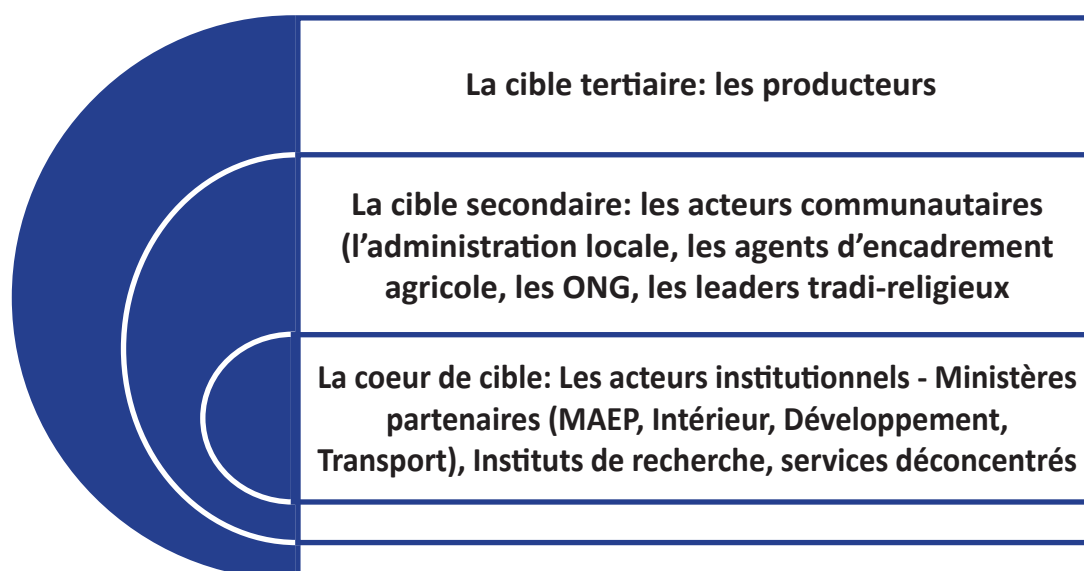 La cible tertiaire: les producteurs
La cible secondaire: les acteurs communautaires
(l’administration locale, les agents d’encadrement
agricole, les ONG, les leaders tradi-religieux
La coeur de cible: Les acteurs institutionnels - Ministères
partenaires (MAEP, Intérieur, Développement,
Transport), Instituts de recherche, services déconcentrés